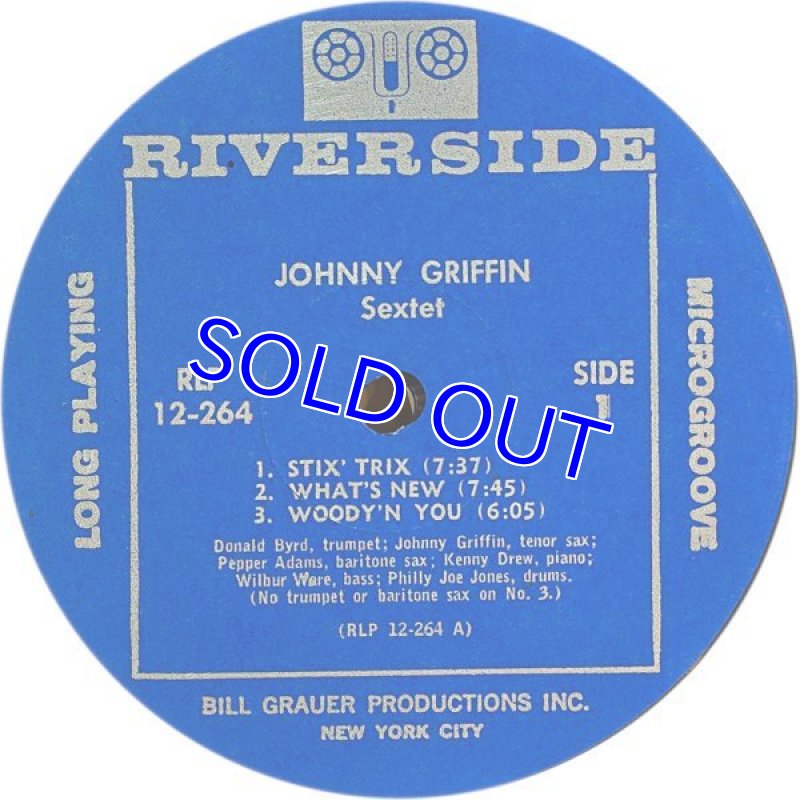 RIVERSIDE
JOHNNY GRIFFIN
Sextet
LONG PLAYING
MICROGROOVE
RLP
12-264
SIDE
1
SOLD OUT
1. STIX' TRIX (7:37)
2. WHAT'S NEW (7:45)
3. WOODY'N YOU (6:05)
Donald Byrd, trumpet; Johnny Griffin, tenor sax;
Pepper Adams, baritone sax; Kenny Drew, piano;
Wilbur Ware, bass; Philly Joe Jones, drums.
(No trumpet or baritone sax on No. 3.)
(RLP 12-264 A)
BILL GRAUER PRODUCTIONS INC.
NEW YORK CITY